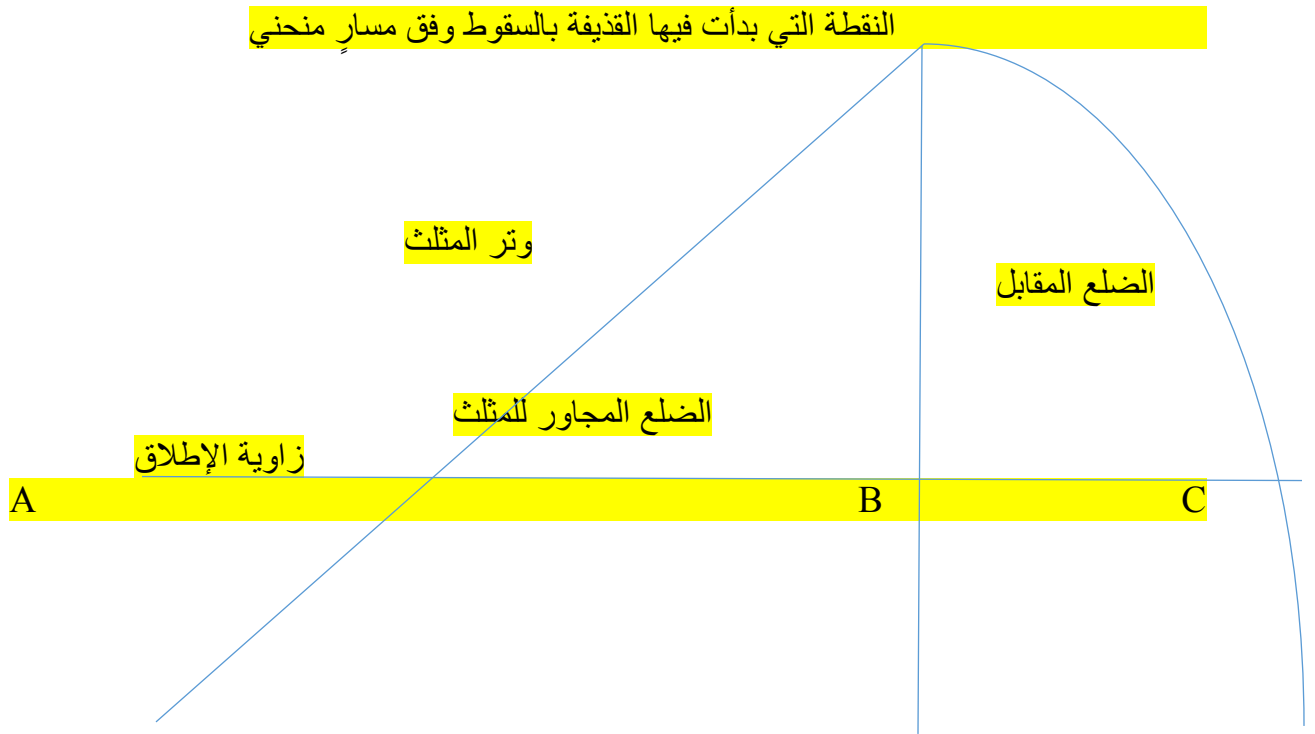 النقطة التي بدأت فيها القذيفة بالسقوط وفق مسارٍ منحني
وتر المثلث
الضلع المقابل
الضلع المجاور للمثلث
زاوية الإطلاق
A B C